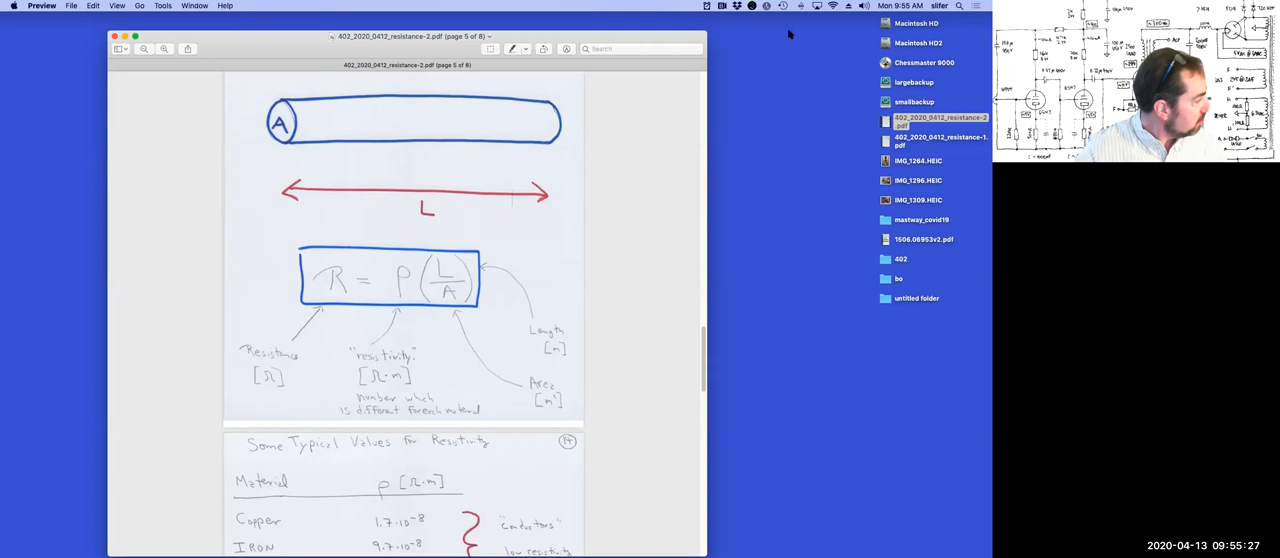 Preview File Edit View Go Tools Window Help
Mon 9:55 AM slifer
402_2020_0412_resistance-2.pdf (page 5 of 8)
Search
402_2020_0412_resistance-2.pdf (page 5 of 8)
A
L
R = ρ (L/A)
Resistance
[Ω]
"resistivity"
[Ω·m]
number which
is different for each material
Length
[m]
Area
[m²]
Some Typical Values For Resistivity
14
Material ρ [Ω·m]
Copper 1.7·10⁻⁸
IRON 9.7·10⁻⁸
"conductors"
low resistivity
Macintosh HD
Macintosh HD2
Chessmaster 9000
largebackup
smallbackup
402_2020_0412_resistance-2
.pdf
402_2020_0412_resistance-1.
pdf
IMG_1264.HEIC
IMG_1296.HEIC
IMG_1309.HEIC
mastway_covid19
1506.06953v2.pdf
402
bo
untitled folder
2020-04-13 09:55:27